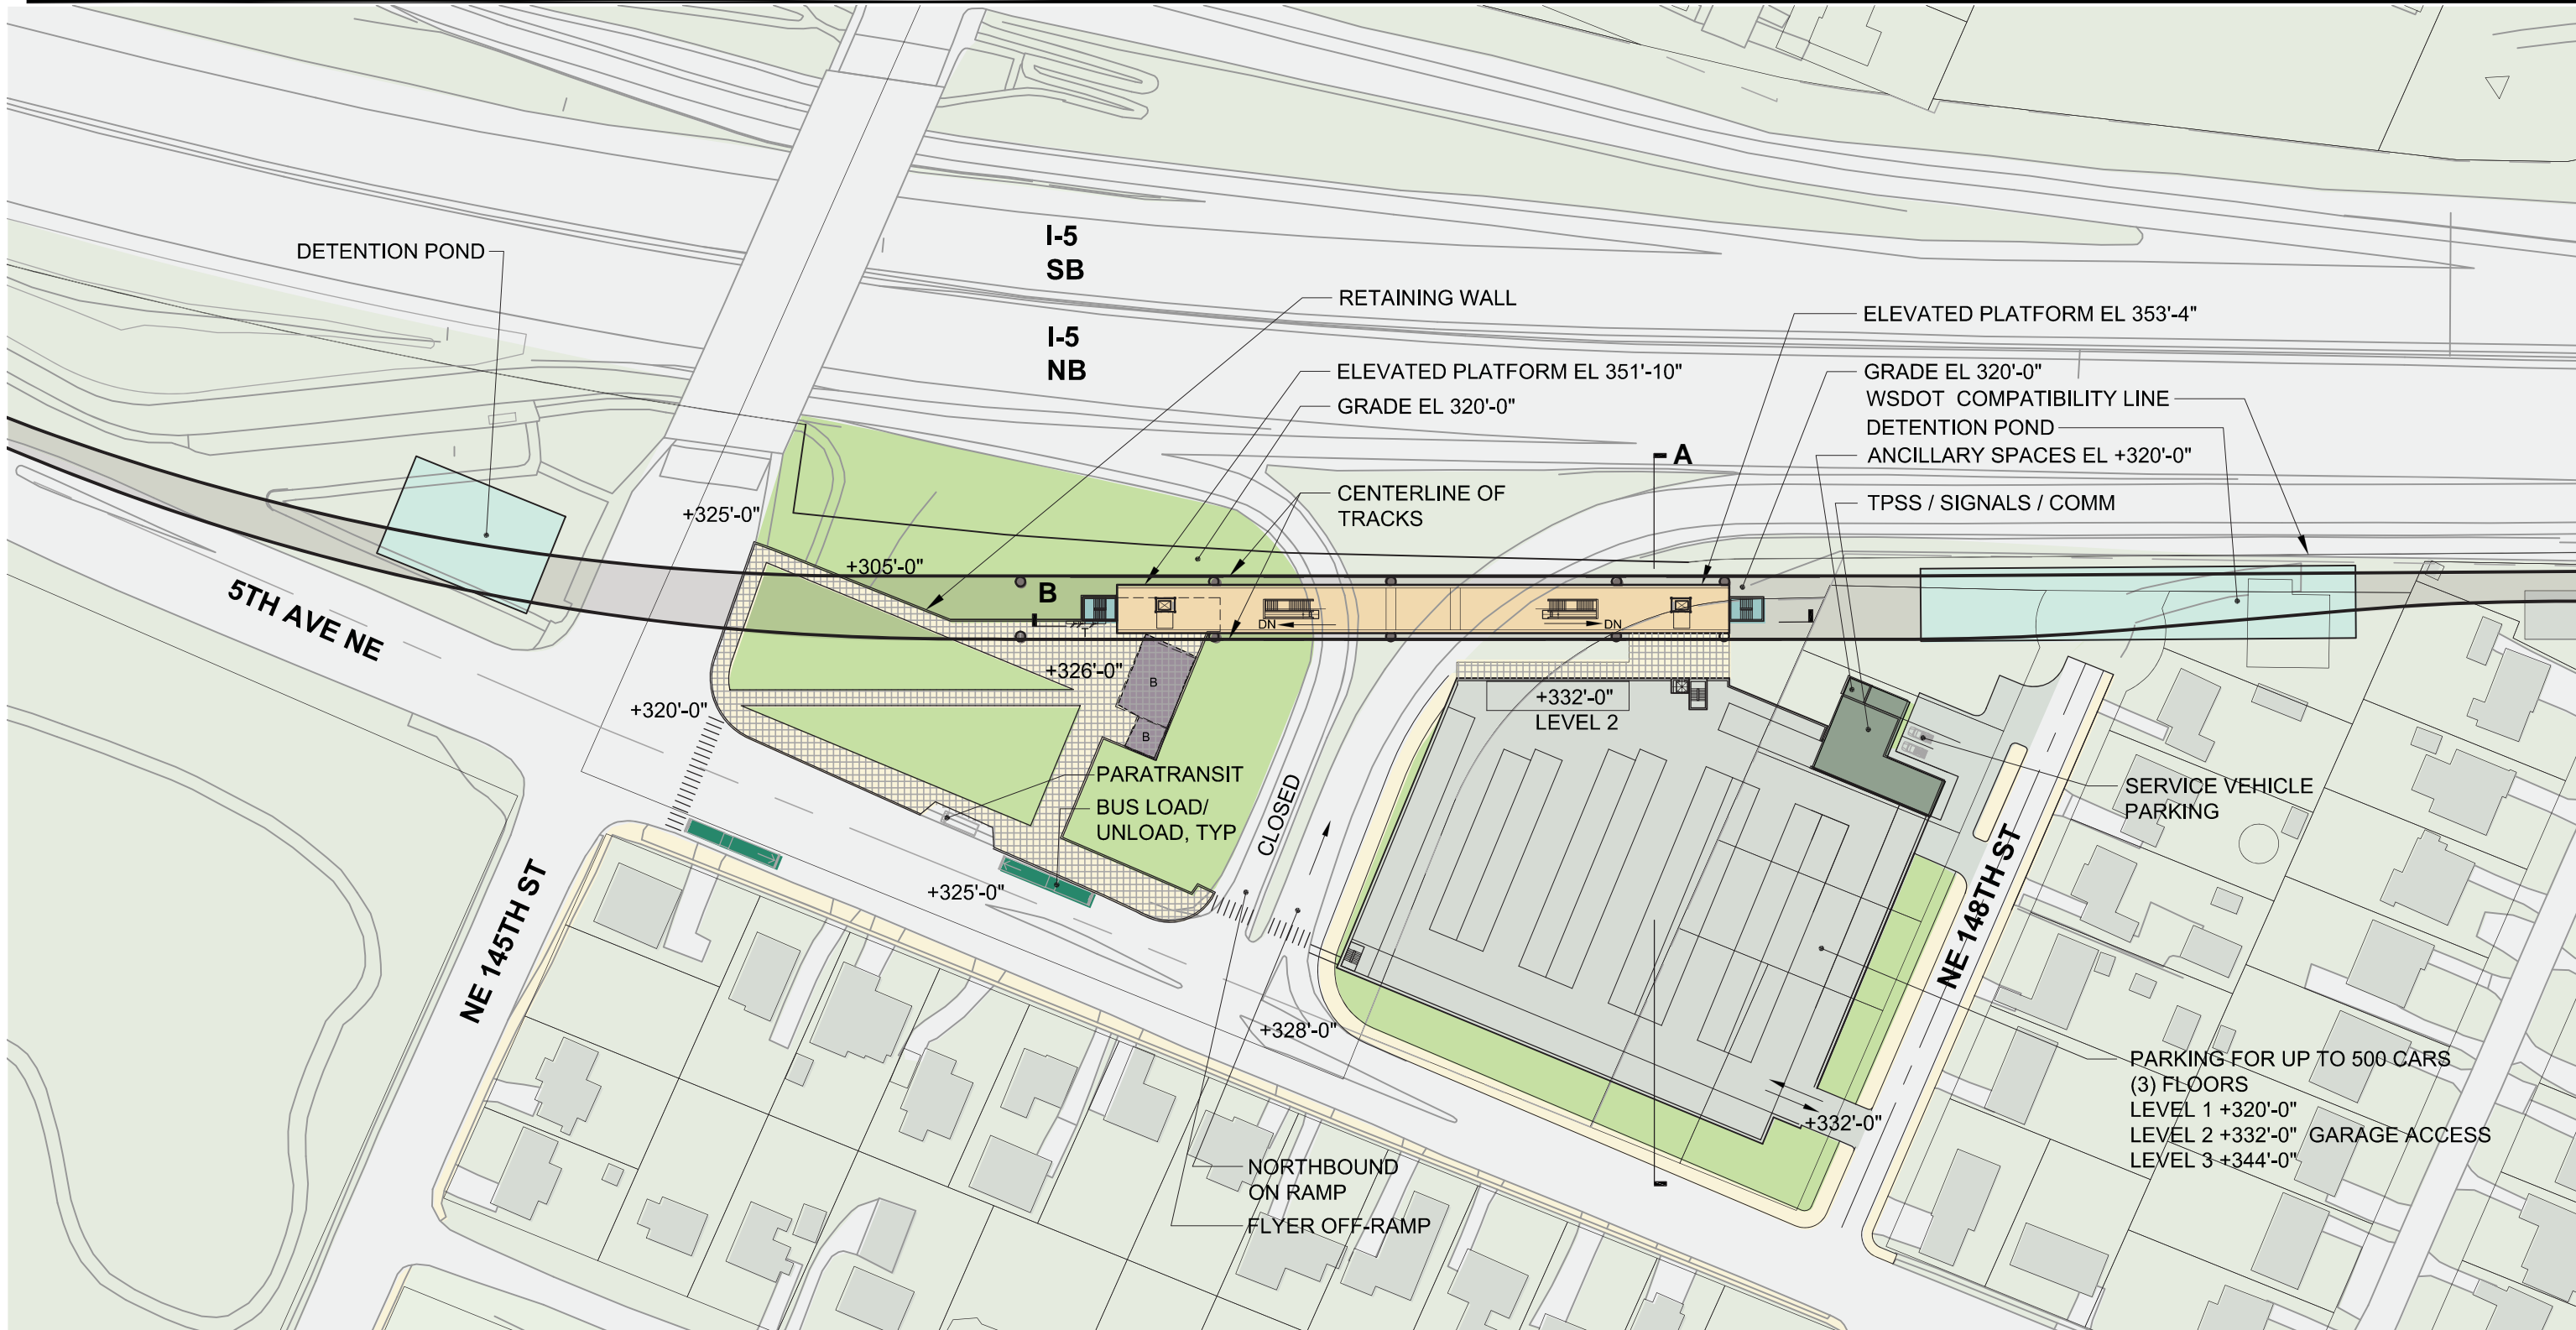 I-5
SB
DETENTION POND
RETAINING WALL
ELEVATED PLATFORM EL 353'-4"
I-5
NB
ELEVATED PLATFORM EL 351'-10"
GRADE EL 320'-0"
GRADE EL 320'-0"
WSDOT COMPATIBILITY LINE
DETENTION POND
A
ANCILLARY SPACES EL +320'-0"
CENTERLINE OF
TRACKS
TPSS / SIGNALS / COMM
+325'-0"
+305'-0"
B
5TH AVE NE
DN
DN
+326'-0"
B
+332'-0"
LEVEL 2
+320'-0"
B
PARATRANSIT
BUS LOAD/
UNLOAD, TYP
CLOSED
SERVICE VEHICLE
PARKING
+325'-0"
NE 145TH ST
NE 148TH ST
+328'-0"
PARKING FOR UP TO 500 CARS
(3) FLOORS
LEVEL 1 +320'-0"
LEVEL 2 +332'-0" GARAGE ACCESS
LEVEL 3 +344'-0"
+332'-0"
NORTHBOUND
ON RAMP
FLYER OFF-RAMP